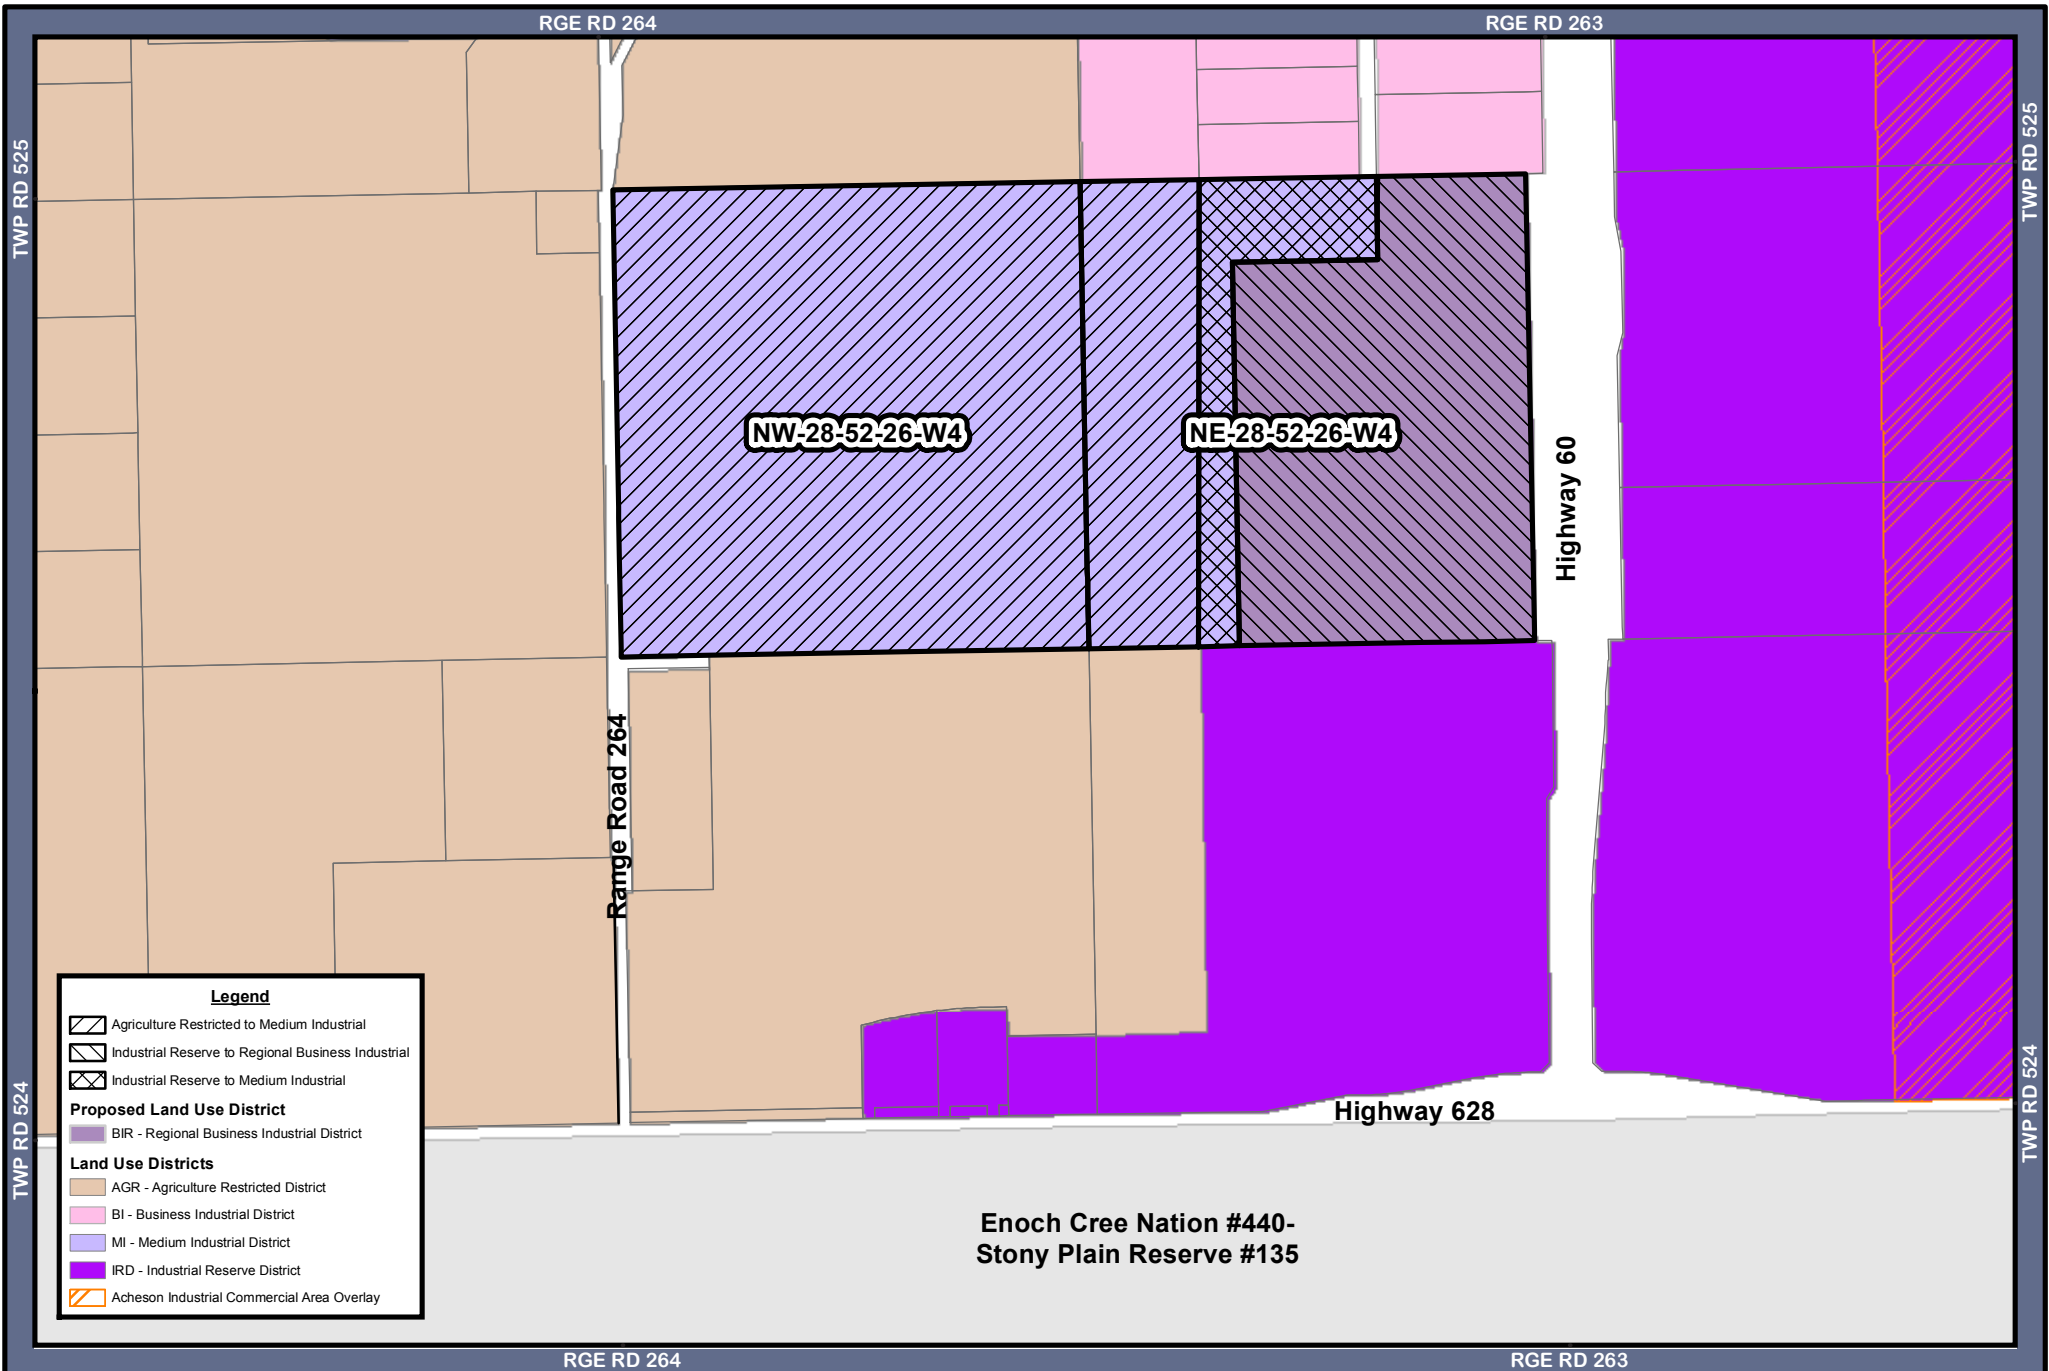 RGE RD 264
RGE RD 263
TWP RD 525
TWP RD 525
NW-28-52-26-W4
NE-28-52-26-W4
Highway 60
Range Road 264
Legend
Agriculture Restricted to Medium Industrial
Industrial Reserve to Regional Business Industrial
Industrial Reserve to Medium Industrial
Proposed Land Use District
BIR - Regional Business Industrial District
Land Use Districts
AGR - Agriculture Restricted District
BI - Business Industrial District
MI - Medium Industrial District
IRD - Industrial Reserve District
Acheson Industrial Commercial Area Overlay
TWP RD 524
TWP RD 524
Highway 628
Enoch Cree Nation #440-
Stony Plain Reserve #135
RGE RD 264
RGE RD 263